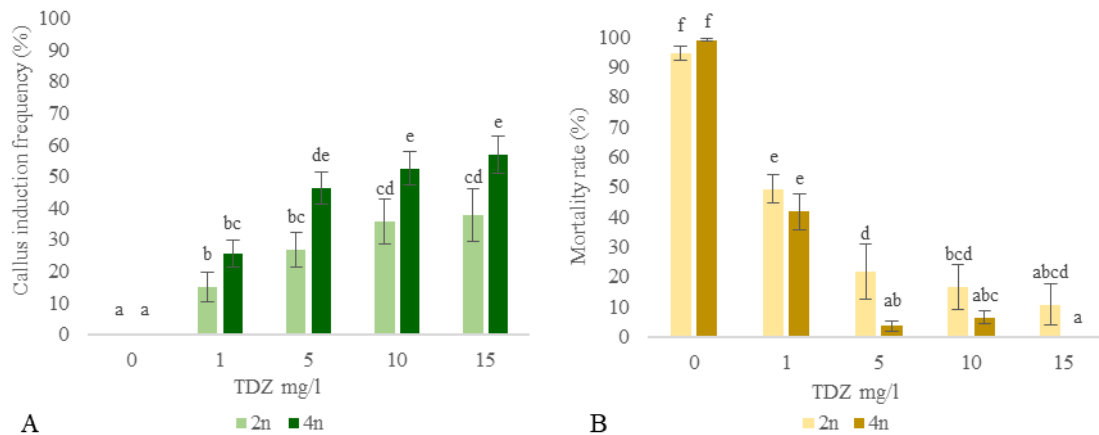 Callus induction frequency (%)
100
90
80
70
60
50
40
30
20
10
0
a a
b bc
bc de
cd e
cd e
0 1 5 10 15
TDZ mg/l
2n 4n
A
Mortality rate (%)
100
90
80
70
60
50
40
30
20
10
0
f f
e e
d ab
bcd abc
abcd a
0 1 5 10 15
TDZ mg/l
2n 4n
B